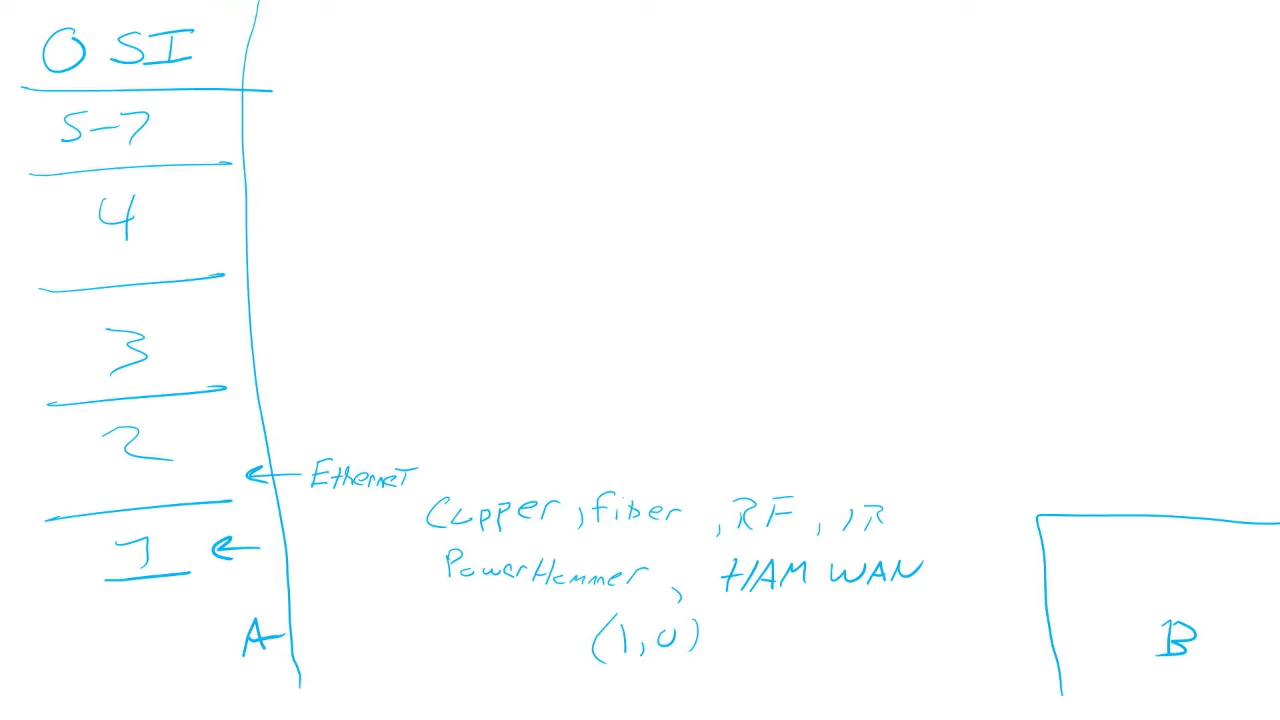 OSI
5-7
4
3
2
Ethernet
Copper, fiber, RF, IR
1
PowerHammer, HAM WAN
A
(1,0)
B